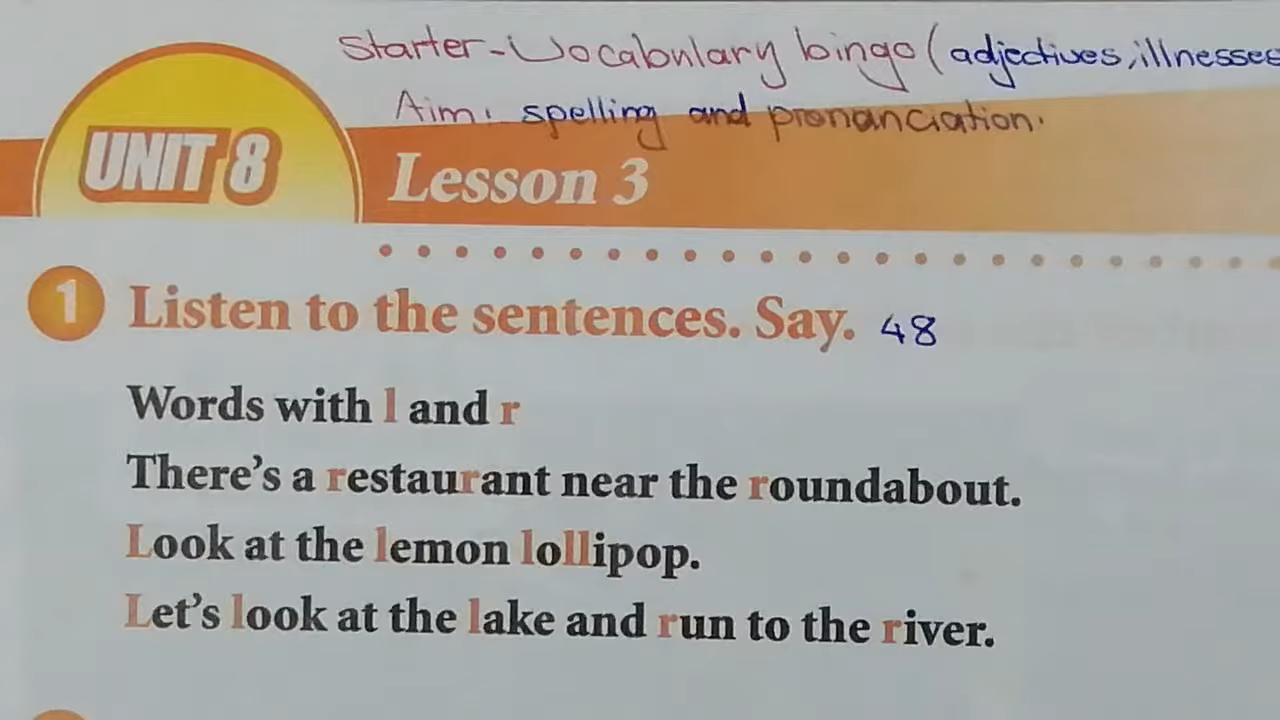 Starter-Vocabulary bingo (adjectives, illnesses
Aim: spelling and pronanciation.
UNIT 8
Lesson 3
1 Listen to the sentences. Say. 48
Words with l and r
There's a restaurant near the roundabout.
Look at the lemon lollipop.
Let's look at the lake and run to the river.